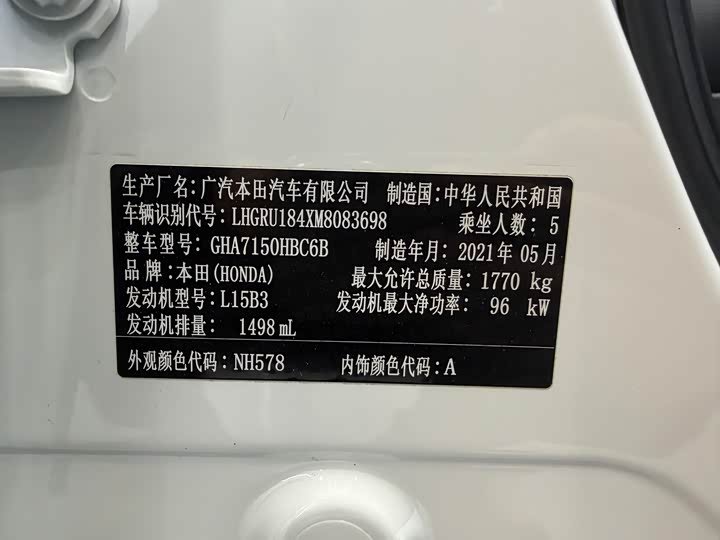 生产厂名：广汽本田汽车有限公司 制造国：中华人民共和国
车辆识别代号：LHGRU184XM8083698 乘坐人数：5
整车型号：GHA7150HBC6B 制造年月：2021年05月
品牌：本田(HONDA) 最大允许总质量：1770 kg
发动机型号：L15B3 发动机最大净功率：96 kW
发动机排量：1498mL
外观颜色代码：NH578 内饰颜色代码：A